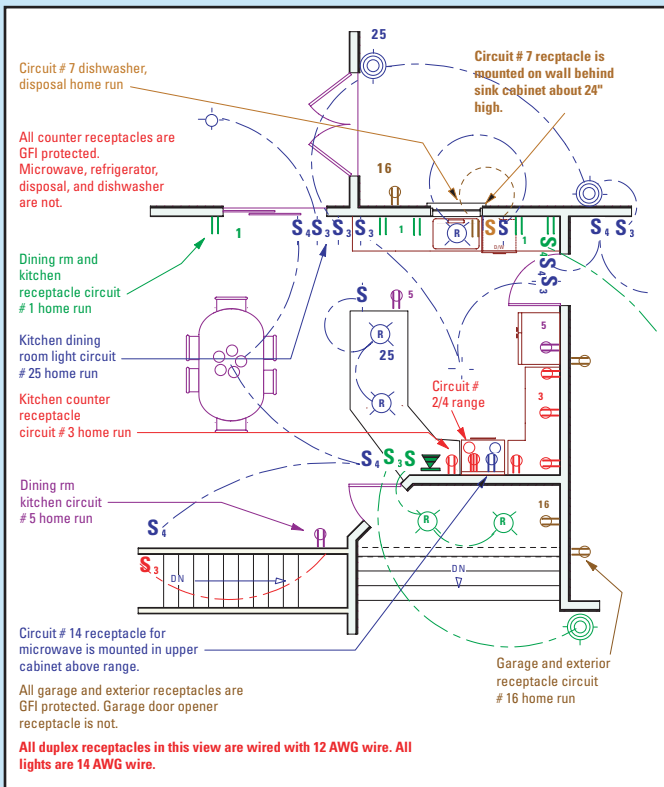 25
Circuit # 7 dishwasher,
disposal home run
Circuit # 7 recptacle is
mounted on wall behind
sink cabinet about 24"
high.
All counter receptacles are
GFI protected.
Microwave, refrigerator,
disposal, and dishwasher
are not.
16
1
S4 S3 S3 S3
1
R
S S
D/W
1
S
S4
S3
S4 S3
Dining rm and
kitchen
receptacle circuit
# 1 home run
S
5
R
25
5
Kitchen dining
room light circuit
# 25 home run
R
Circuit #
2/4 range
3
Kitchen counter
receptacle
circuit # 3 home run
S4 S3 S
Dining rm
kitchen circuit
# 5 home run
S4
R
R
16
S3
DN
DN
Circuit # 14 receptacle for
microwave is mounted in upper
cabinet above range.
Garage and exterior
receptacle circuit
# 16 home run
All garage and exterior receptacles are
GFI protected. Garage door opener
receptacle is not.
All duplex receptacles in this view are wired with 12 AWG wire. All
lights are 14 AWG wire.